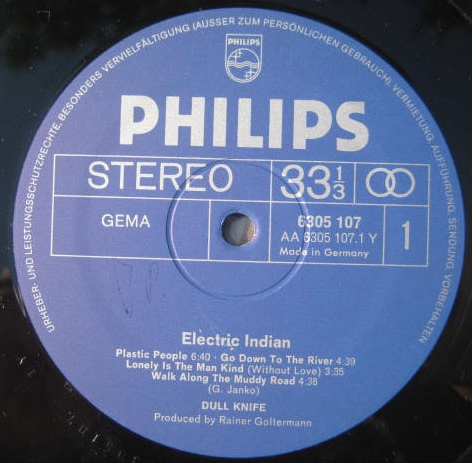 URHEBER- UND LEISTUNGSSCHUTZRECHTE, BESONDERS VERVIELFÄLTIGUNG (AUSSER ZUM PERSÖNLICHEN GEBRAUCH), VERMIETUNG, AUFFÜHRUNG, SENDUNG, VORBEHALTEN
PHILIPS
PHILIPS
STEREO 33 1/3
GEMA 6305 107 1
AA 6305 107.1 Y
Made in Germany
Electric Indian
Plastic People 6:40 · Go Down To The River 4:39
Lonely Is The Man Kind (Without Love) 3:35
Walk Along The Muddy Road 4:38
(G. Janko)
DULL KNIFE
Produced by Rainer Goltermann